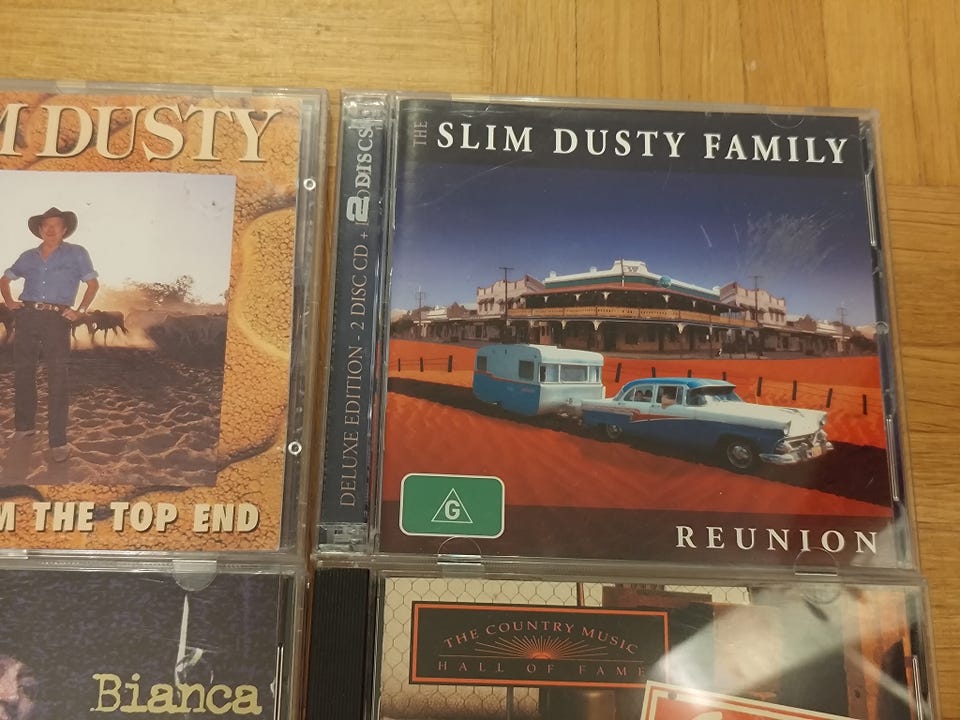 M DUSTY
M THE TOP END
2 DISCS
DELUXE EDITION - 2 DISC CD +
THE SLIM DUSTY FAMILY
G
REUNION
Bianca
THE COUNTRY MUSIC
HALL OF FAME